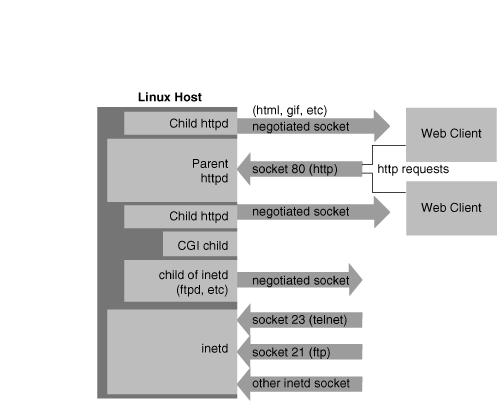 Linux Host
(html, gif, etc)
Child httpd
negotiated socket
Web Client
Parent
httpd
socket 80 (http)
http requests
Child httpd
negotiated socket
Web Client
CGI child
child of inetd
(ftpd, etc)
negotiated socket
socket 23 (telnet)
inetd
socket 21 (ftp)
other inetd socket